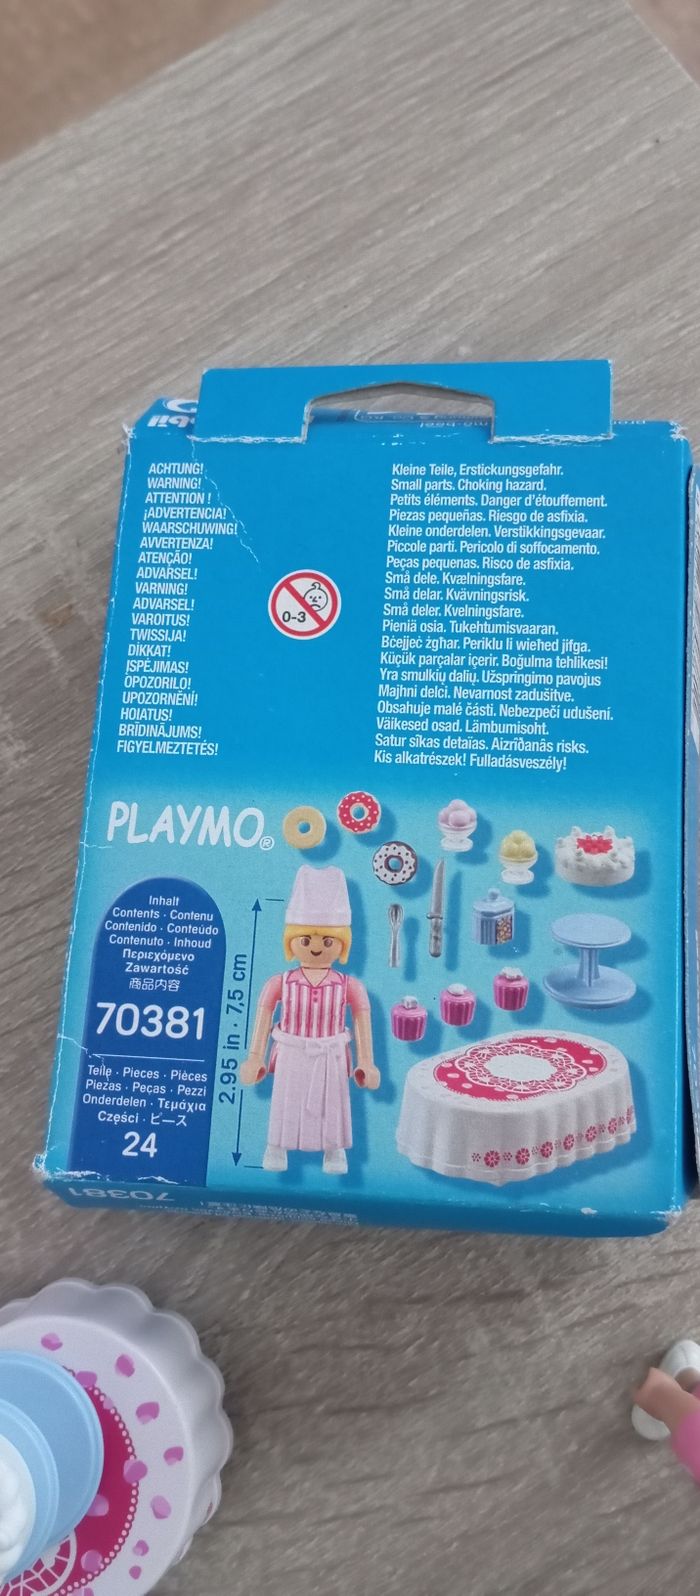 ACHTUNG!
WARNING!
ATTENTION !
¡ADVERTENCIA!
WAARSCHUWING!
AVVERTENZA!
ATENÇÃO!
ADVARSEL!
VARNING!
ADVARSEL!
VAROITUS!
TWISSIJA!
DİKKAT!
ĮSPĖJIMAS!
OPOZORILO!
UPOZORNĚNÍ!
HOIATUS!
BRĪDINĀJUMS!
FIGYELMEZTETÉS!
0-3
Kleine Teile, Erstickungsgefahr.
Small parts. Choking hazard.
Petits éléments. Danger d'étouffement.
Piezas pequeñas. Riesgo de asfixia.
Kleine onderdelen. Verstikkingsgevaar.
Piccole parti. Pericolo di soffocamento.
Peças pequenas. Risco de asfixia.
Små dele. Kvælningsfare.
Små delar. Kvävningsrisk.
Små deler. Kvelningsfare.
Pieniä osia. Tukehtumisvaaran.
Bċejjeċ żgħar. Periklu li wieħed jifga.
Küçük parçalar içerir. Boğulma tehlikesi!
Yra smulkių dalių. Užspringimo pavojus
Majhni delci. Nevarnost zadušitve.
Obsahuje malé části. Nebezpečí udušení.
Väikesed osad. Lämbumisoht.
Satur sīkas detaļas. Aizrīšanās risks.
Kis alkatrészek! Fulladásveszély!
PLAYMO®
Inhalt
Contents · Contenu
Contenido · Conteúdo
Contenuto · Inhoud
Περιεχόμενο
Zawartość
商品内容
70381
Teile · Pieces · Pièces
Piezas · Peças · Pezzi
Onderdelen · Τεμάχια
Części · ピース
24
2.95 in · 7,5 cm
70381